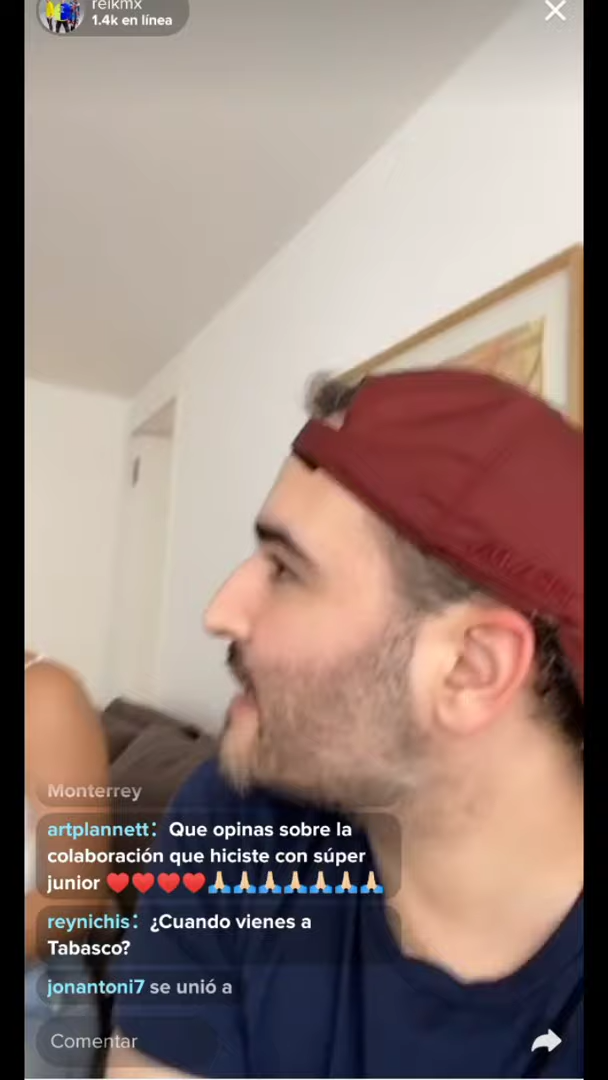 reikmx
1.4k en línea
Monterrey
artplannett: Que opinas sobre la
colaboración que hiciste con súper
junior ❤️❤️❤️❤️🙏🏻🙏🏻🙏🏻🙏🏻🙏🏻🙏🏻🙏🏻
reynichis: ¿Cuando vienes a
Tabasco?
jonantoni7 se unió a
Comentar